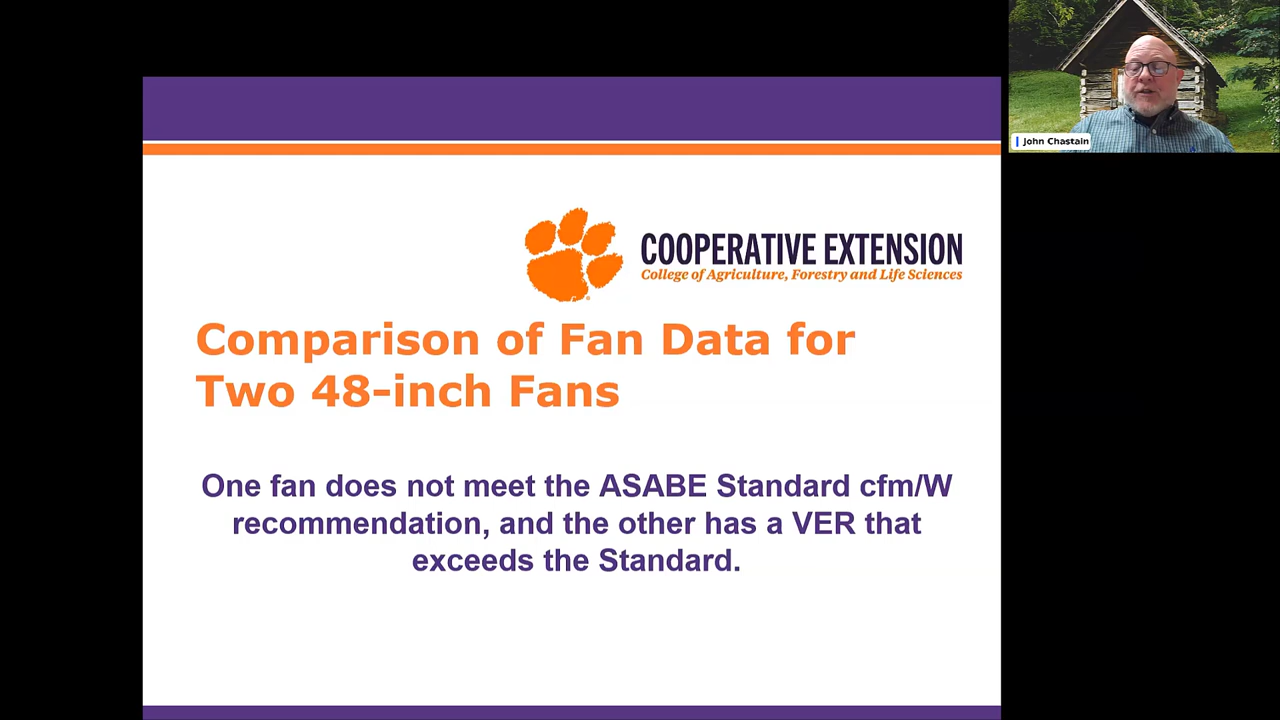 John Chastain
COOPERATIVE EXTENSION
College of Agriculture, Forestry and Life Sciences
Comparison of Fan Data for
Two 48-inch Fans
One fan does not meet the ASABE Standard cfm/W
recommendation, and the other has a VER that
exceeds the Standard.